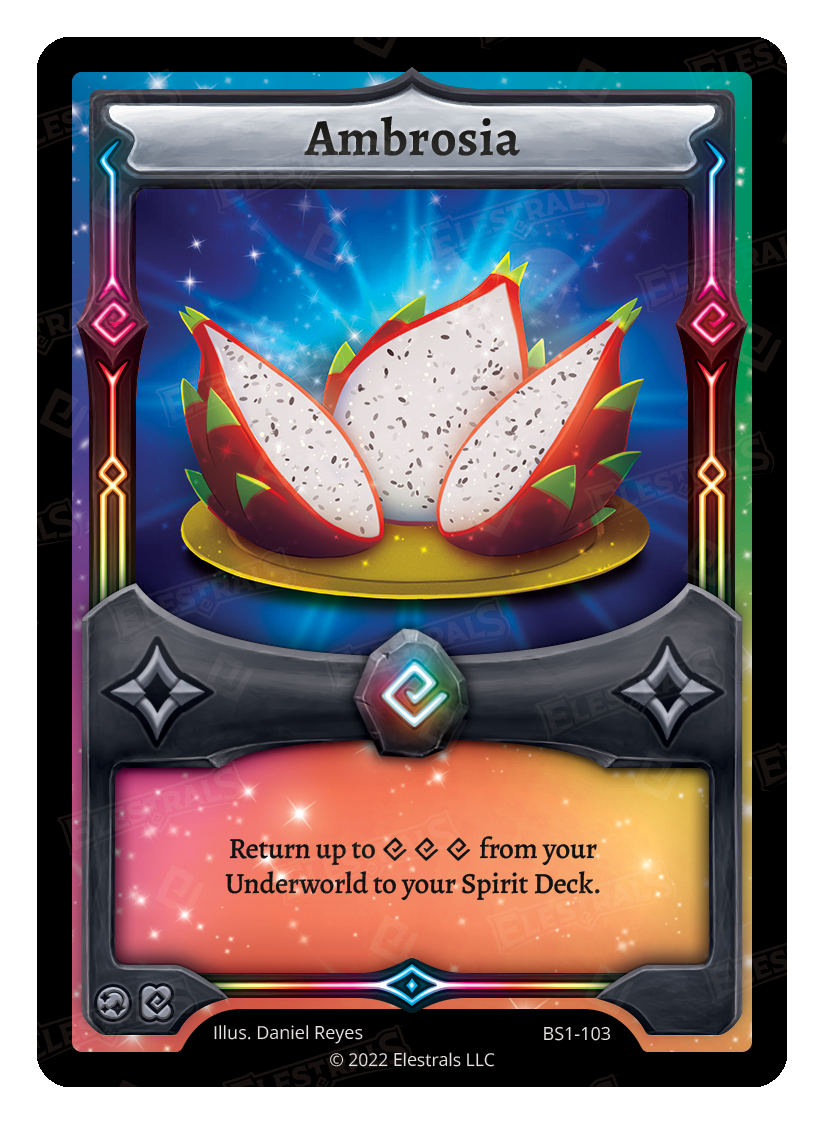 Ambrosia
Return up to from your
Underworld to your Spirit Deck.
Illus. Daniel Reyes
BS1-103
© 2022 Elestrals LLC
ELESTRALS